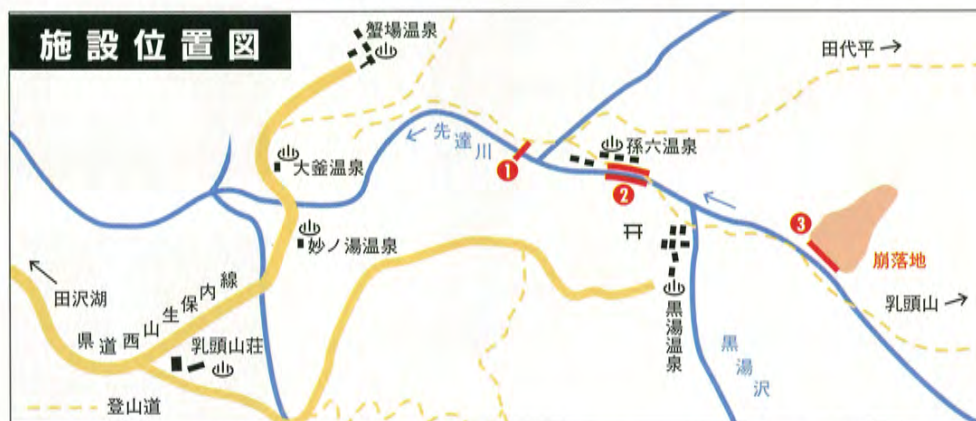 施設位置図
蟹場温泉
田代平
先達川
孫六温泉
❶
大釜温泉
❷
❸
妙ノ湯温泉
崩落地
田沢湖
乳頭山
県道西山生保内線
黒湯温泉
乳頭山荘
黒湯沢
登山道